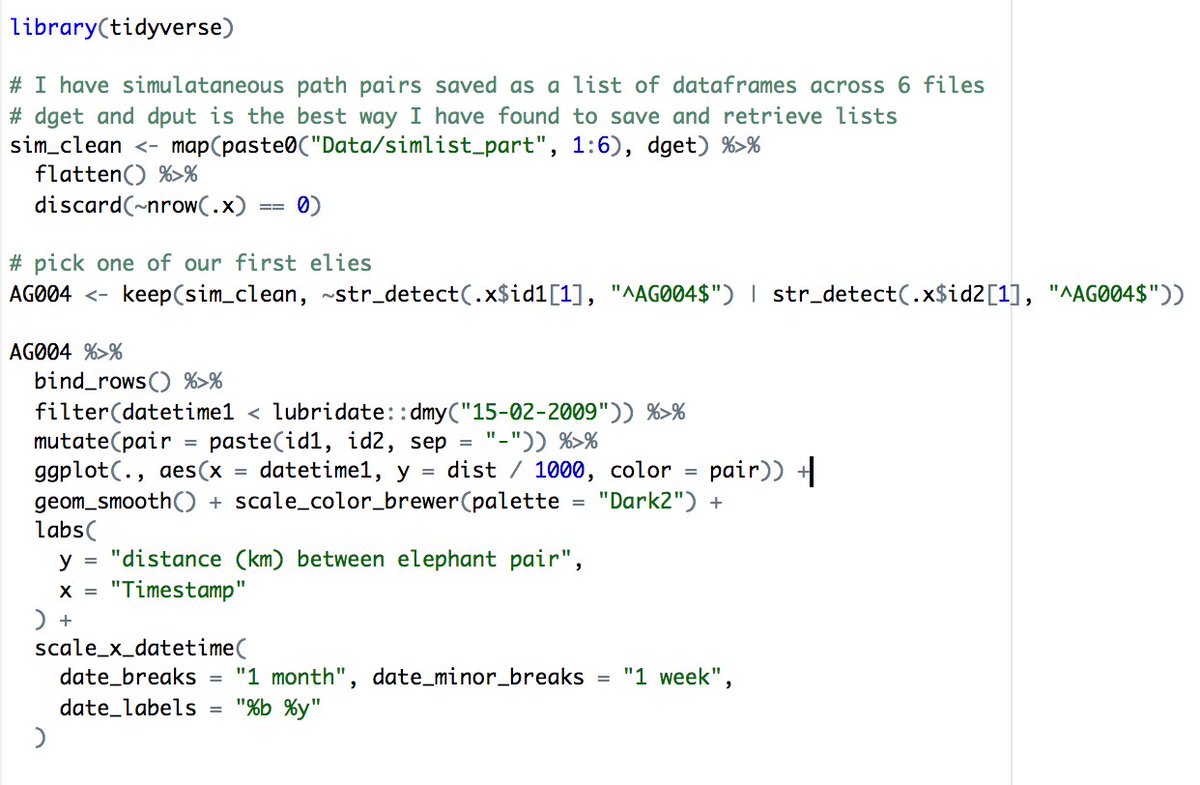 library(tidyverse)
# I have simulataneous path pairs saved as a list of dataframes across 6 files
# dget and dput is the best way I have found to save and retrieve lists
sim_clean <- map(paste0("Data/simlist_part", 1:6), dget) %>%
  flatten() %>%
  discard(~nrow(.x) == 0)
# pick one of our first elies
AG004 <- keep(sim_clean, ~str_detect(.x$id1[1], "^AG004$") | str_detect(.x$id2[1], "^AG004$"))
AG004 %>%
  bind_rows() %>%
  filter(datetime1 < lubridate::dmy("15-02-2009")) %>%
  mutate(pair = paste(id1, id2, sep = "-")) %>%
  ggplot(., aes(x = datetime1, y = dist / 1000, color = pair)) +
  geom_smooth() + scale_color_brewer(palette = "Dark2") +
  labs(
    y = "distance (km) between elephant pair",
    x = "Timestamp"
  ) +
  scale_x_datetime(
    date_breaks = "1 month", date_minor_breaks = "1 week",
    date_labels = "%b %y"
  )